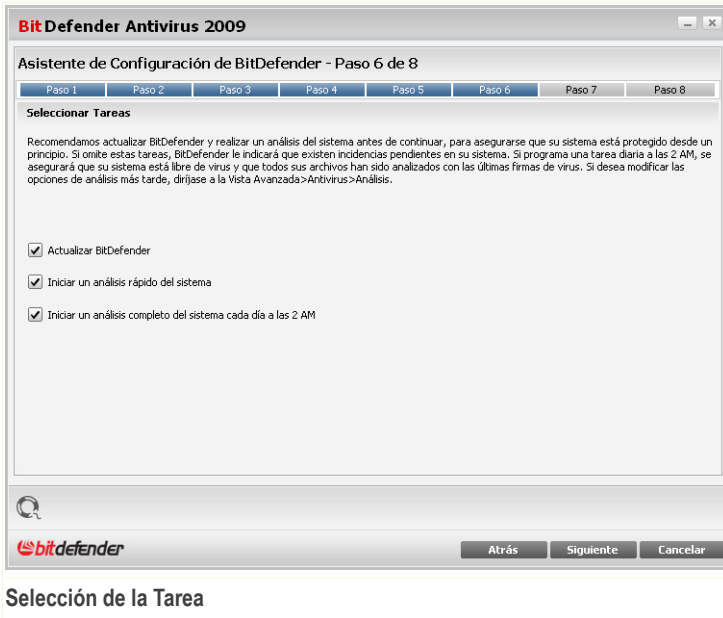 BitDefender Antivirus 2009
Asistente de Configuración de BitDefender - Paso 6 de 8
Paso 1 Paso 2 Paso 3 Paso 4 Paso 5 Paso 6 Paso 7 Paso 8
Seleccionar Tareas
Recomendamos actualizar BitDefender y realizar un análisis del sistema antes de continuar, para asegurarse que su sistema está protegido desde un
principio. Si omite estas tareas, BitDefender le indicará que existen incidencias pendientes en su sistema. Si programa una tarea diaria a las 2 AM, se
asegurará que su sistema está libre de virus y que todos sus archivos han sido analizados con las últimas firmas de virus. Si desea modificar las
opciones de análisis más tarde, diríjase a la Vista Avanzada>Antivirus>Análisis.
Actualizar BitDefender
Iniciar un análisis rápido del sistema
Iniciar un análisis completo del sistema cada día a las 2 AM
bitdefender
Atrás Siguiente Cancelar
Selección de la Tarea